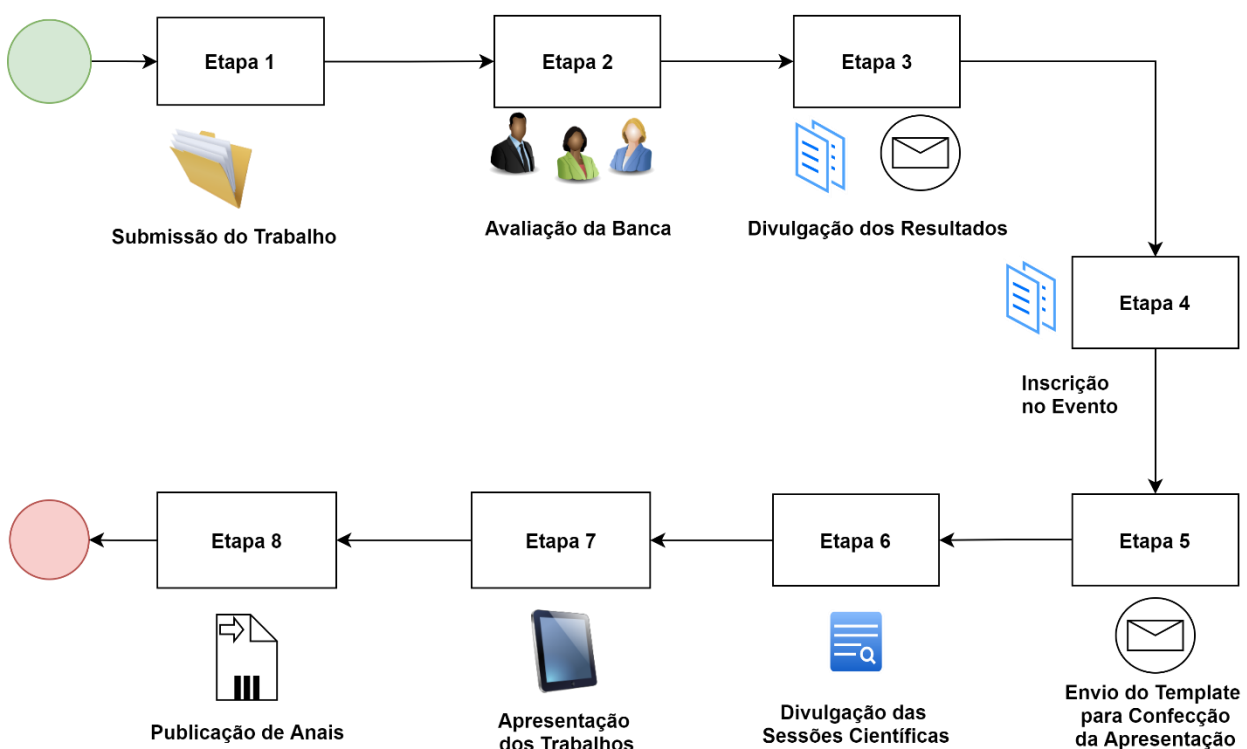 Etapa 1
Etapa 2
Etapa 3
Submissão do Trabalho
Avaliação da Banca
Divulgação dos Resultados
Etapa 4
Inscrição
no Evento
Etapa 8
Etapa 7
Etapa 6
Etapa 5
Publicação de Anais
Apresentação
dos Trabalhos
Divulgação das
Sessões Científicas
Envio do Template
para Confecção
da Apresentação